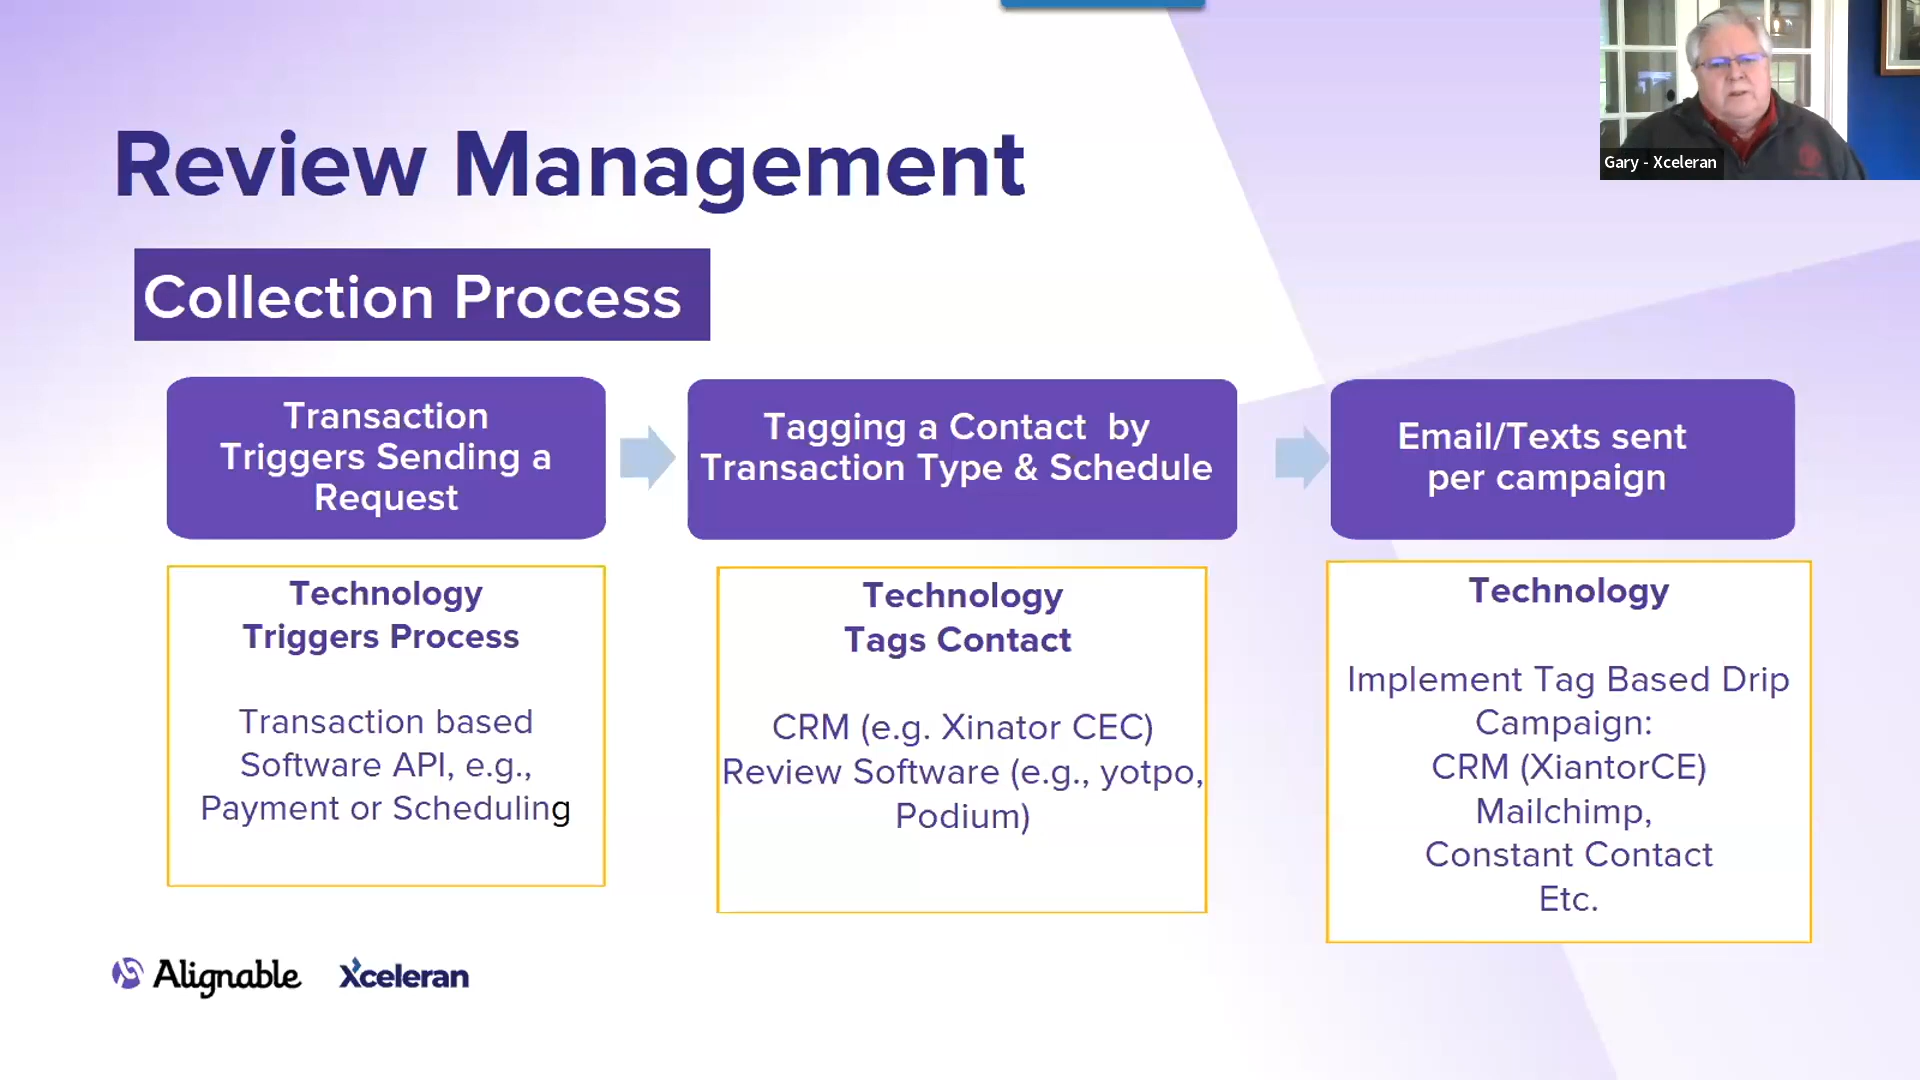 Gary - Xceleran
Review Management
Collection Process
Transaction
Triggers Sending a
Request
Tagging a Contact by
Transaction Type & Schedule
Email/Texts sent
per campaign
Technology
Triggers Process
Transaction based
Software API, e.g.,
Payment or Scheduling
Technology
Tags Contact
CRM (e.g. Xinator CEC)
Review Software (e.g., yotpo,
Podium)
Technology
Implement Tag Based Drip
Campaign:
CRM (XiantorCE)
Mailchimp,
Constant Contact
Etc.
Alignable
Xceleran